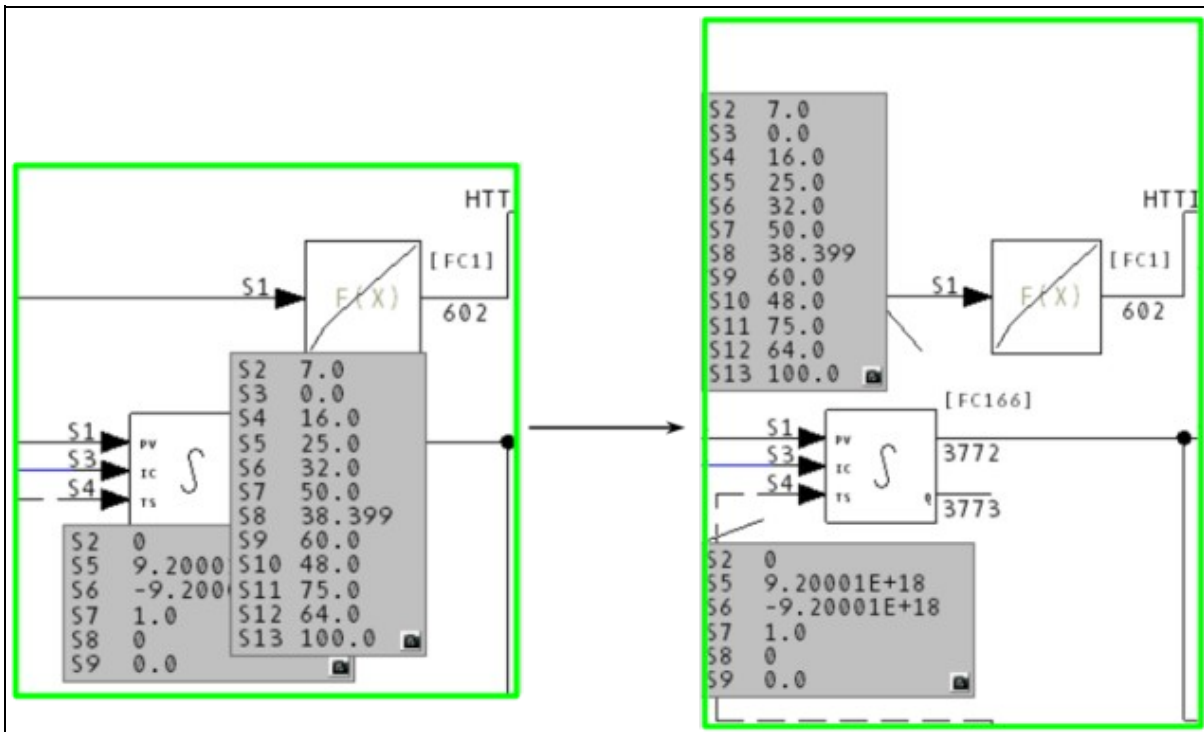 HTT
[FC1]
S1
F(X)
602
S2 7.0
S3 0.0
S4 16.0
S5 25.0
S6 32.0
S7 50.0
S8 38.399
S9 60.0
S10 48.0
S11 75.0
S12 64.0
S13 100.0
S1 PV
S3 IC
S4 TS
S2 0
S5
S6
S7 1.0
S8 0
S9 0.0
S2 7.0
S3 0.0
S4 16.0
S5 25.0
S6 32.0
S7 50.0
S8 38.399
S9 60.0
S10 48.0
S11 75.0
S12 64.0
S13 100.0
HTTI
[FC1]
S1
F(X)
602
[FC166]
S1 PV
3772
S3 IC
S4 TS
Q
3773
S2 0
S5 9.20001E+18
S6 -9.20001E+18
S7 1.0
S8 0
S9 0.0